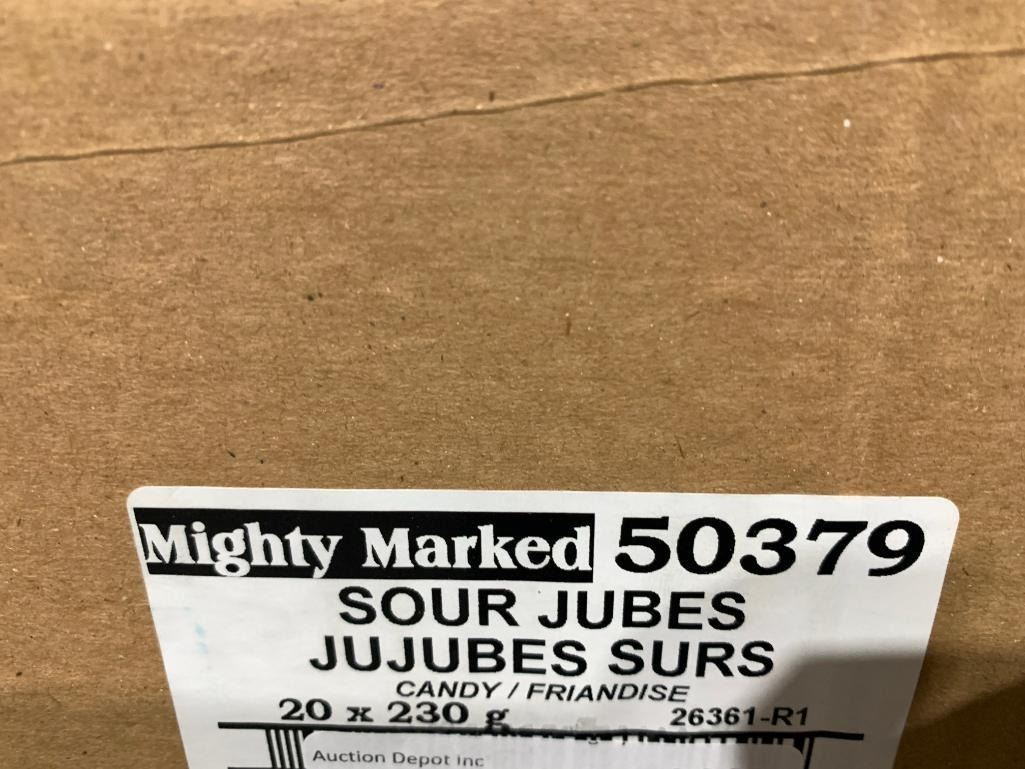 Mighty Marked 50379
SOUR JUBES
JUJUBES SURS
CANDY / FRIANDISE
20 x 230 g 26361-R1
Auction Depot Inc